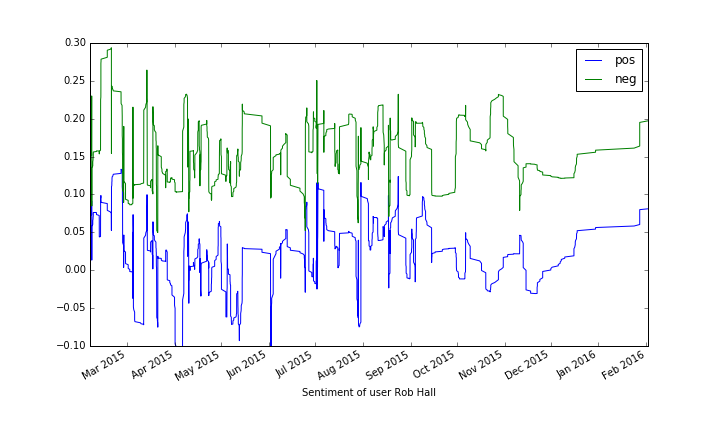 0.30
0.25
0.20
0.15
0.10
0.05
0.00
−0.05
−0.10
pos
neg
Mar 2015
Apr 2015
May 2015
Jun 2015
Jul 2015
Aug 2015
Sep 2015
Oct 2015
Nov 2015
Dec 2015
Jan 2016
Feb 2016
Sentiment of user Rob Hall